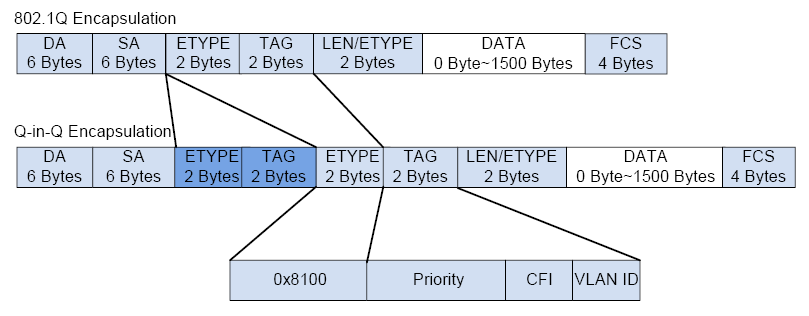 802.1Q Encapsulation
DA SA ETYPE TAG LEN/ETYPE DATA FCS
6 Bytes 6 Bytes 2 Bytes 2 Bytes 2 Bytes 0 Byte~1500 Bytes 4 Bytes
Q-in-Q Encapsulation
DA SA ETYPE TAG ETYPE TAG LEN/ETYPE DATA FCS
6 Bytes 6 Bytes 2 Bytes 2 Bytes 2 Bytes 2 Bytes 2 Bytes 0 Byte~1500 Bytes 4 Bytes
0x8100 Priority CFI VLAN ID